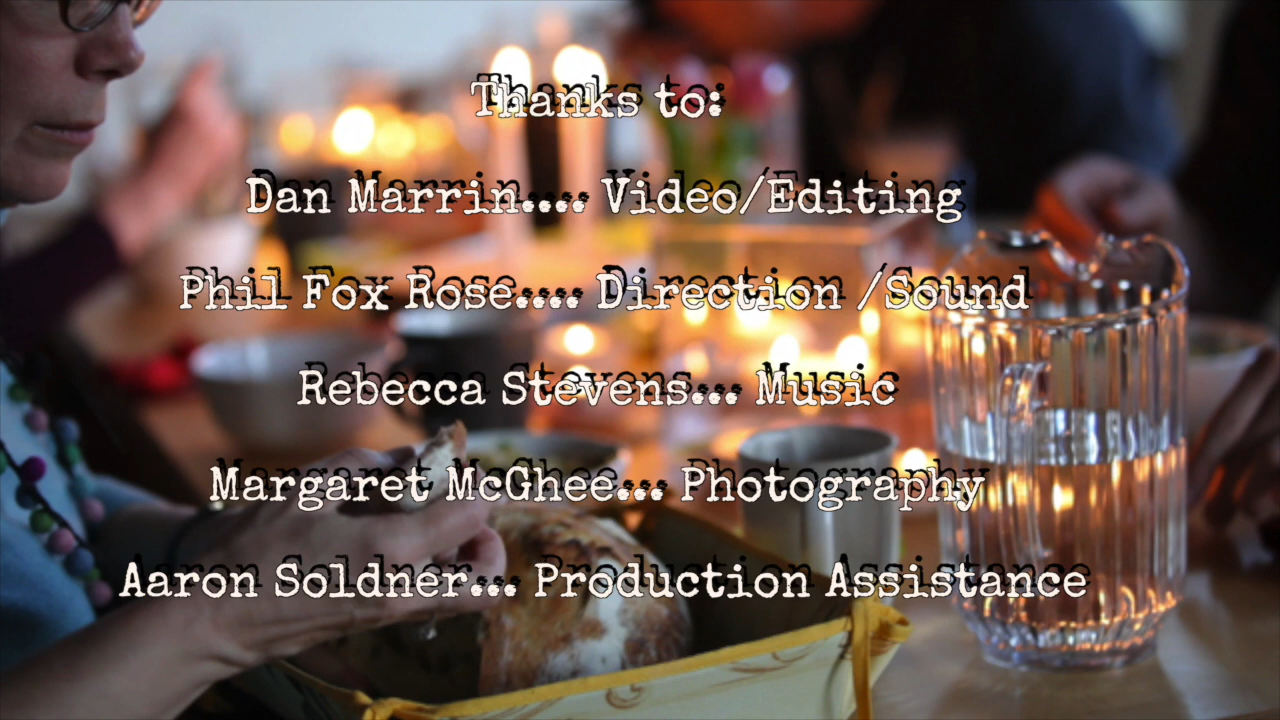 Thanks to:
Dan Marrin.... Video/Editing
Phil Fox Rose.... Direction /Sound
Rebecca Stevens... Music
Margaret McGhee... Photography
Aaron Soldner... Production Assistance